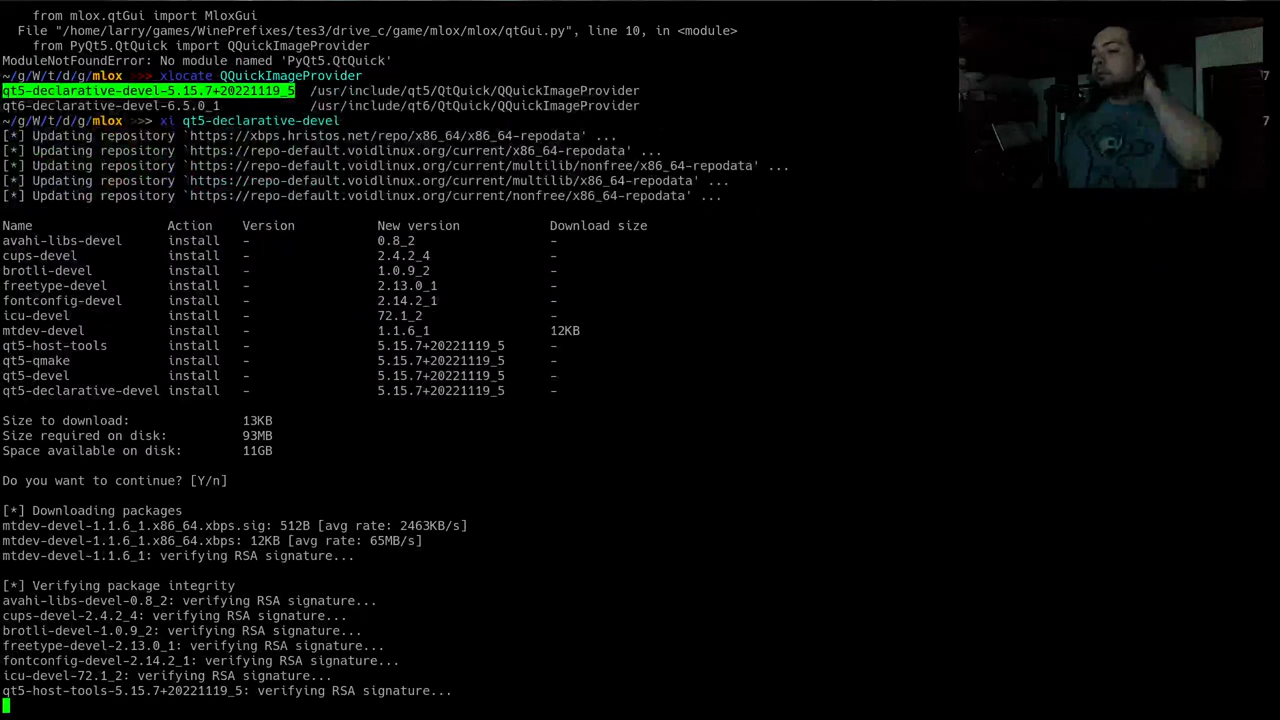 from mlox.qtGui import MloxGui
File "/home/larry/games/WinePrefixes/tes3/drive_c/game/mlox/mlox/qtGui.py", line 10, in <module>
from PyQt5.QtQuick import QQuickImageProvider
ModuleNotFoundError: No module named 'PyQt5.QtQuick'
~/g/W/t/d/g/mlox >>> xlocate QQuickImageProvider
qt5-declarative-devel-5.15.7+20221119_5 /usr/include/qt5/QtQuick/QQuickImageProvider
qt6-declarative-devel-6.5.0_1 /usr/include/qt6/QtQuick/QQuickImageProvider
~/g/W/t/d/g/mlox >>> xi qt5-declarative-devel
[*] Updating repository `https://xbps.hristos.net/repo/x86_64/x86_64-repodata' ...
[*] Updating repository `https://repo-default.voidlinux.org/current/x86_64-repodata' ...
[*] Updating repository `https://repo-default.voidlinux.org/current/multilib/nonfree/x86_64-repodata' ...
[*] Updating repository `https://repo-default.voidlinux.org/current/multilib/x86_64-repodata' ...
[*] Updating repository `https://repo-default.voidlinux.org/current/nonfree/x86_64-repodata' ...
Name Action Version New version Download size
avahi-libs-devel install - 0.8_2 -
cups-devel install - 2.4.2_4 -
brotli-devel install - 1.0.9_2 -
freetype-devel install - 2.13.0_1 -
fontconfig-devel install - 2.14.2_1 -
icu-devel install - 72.1_2 -
mtdev-devel install - 1.1.6_1 12KB
qt5-host-tools install - 5.15.7+20221119_5 -
qt5-qmake install - 5.15.7+20221119_5 -
qt5-devel install - 5.15.7+20221119_5 -
qt5-declarative-devel install - 5.15.7+20221119_5 -
Size to download: 13KB
Size required on disk: 93MB
Space available on disk: 11GB
Do you want to continue? [Y/n]
[*] Downloading packages
mtdev-devel-1.1.6_1.x86_64.xbps.sig: 512B [avg rate: 2463KB/s]
mtdev-devel-1.1.6_1.x86_64.xbps: 12KB [avg rate: 65MB/s]
mtdev-devel-1.1.6_1: verifying RSA signature...
[*] Verifying package integrity
avahi-libs-devel-0.8_2: verifying RSA signature...
cups-devel-2.4.2_4: verifying RSA signature...
brotli-devel-1.0.9_2: verifying RSA signature...
freetype-devel-2.13.0_1: verifying RSA signature...
fontconfig-devel-2.14.2_1: verifying RSA signature...
icu-devel-72.1_2: verifying RSA signature...
qt5-host-tools-5.15.7+20221119_5: verifying RSA signature...
7
7